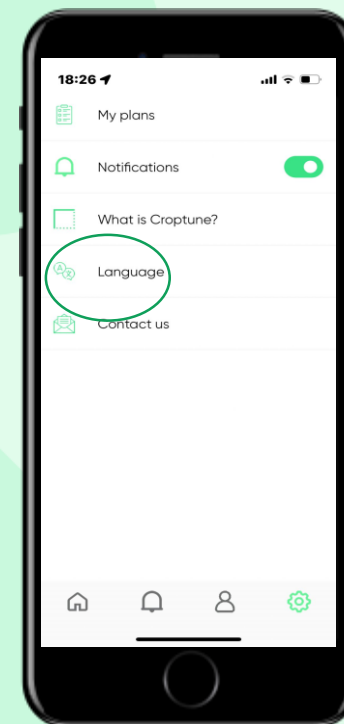 18:26
My plans
Notifications
What is Croptune?
Language
Contact us